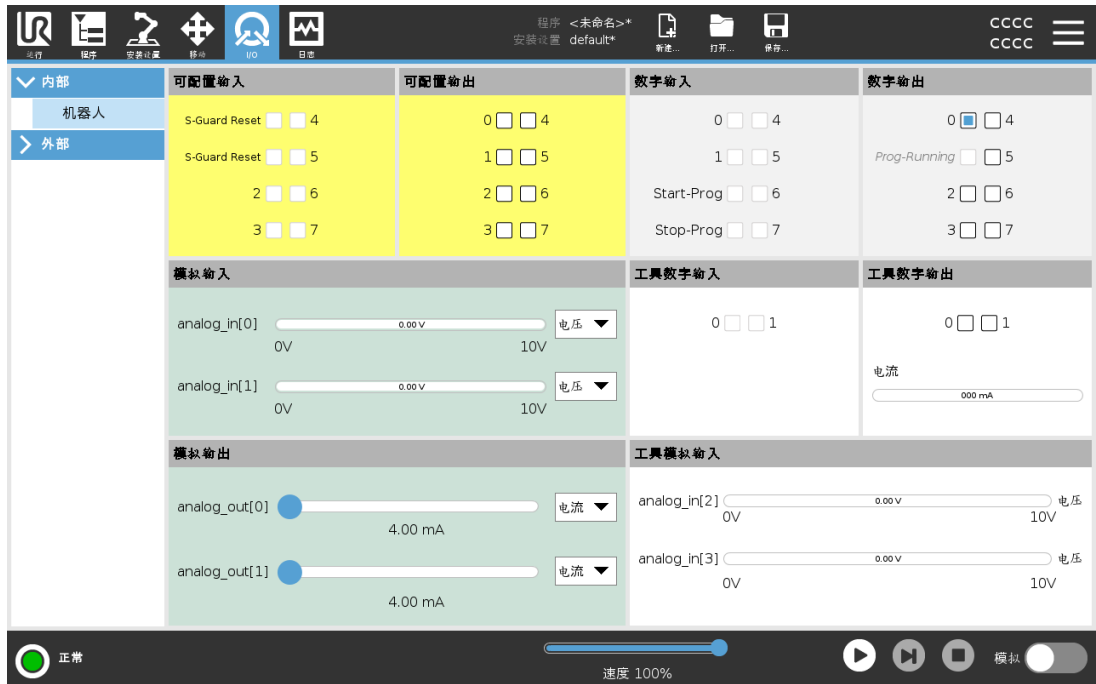 程序 <未命名>*
安装设置 default*
新建...
打开...
保存...
CCCC
CCCC
运行
程序
安装设置
移动
I/O
日志
内部
机器人
外部
可配置输入
S-Guard Reset 4
S-Guard Reset 5
2 6
3 7
可配置输出
0 4
1 5
2 6
3 7
数字输入
0 4
1 5
Start-Prog 6
Stop-Prog 7
数字输出
0 4
Prog-Running 5
2 6
3 7
模拟输入
analog_in[0] 0.00 V 电压
0V 10V
analog_in[1] 0.00 V 电压
0V 10V
工具数字输入
0 1
工具数字输出
0 1
电流
000 mA
模拟输出
analog_out[0] 电流
4.00 mA
analog_out[1] 电流
4.00 mA
工具模拟输入
analog_in[2] 0.00 V 电压
0V 10V
analog_in[3] 0.00 V 电压
0V 10V
正常
速度 100%
模拟